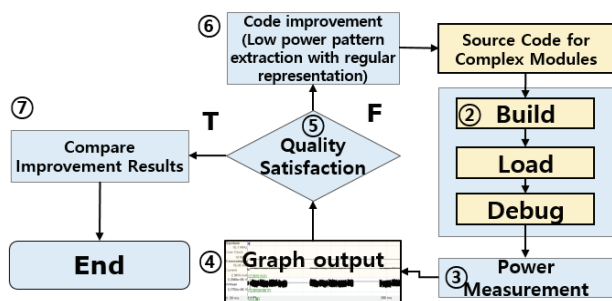 ⑥
Code improvement
(Low power pattern
extraction with regular
representation)
Source Code for
Complex Modules
⑦
T
F
② Build
⑤
Quality
Satisfaction
Compare
Improvement Results
Load
Debug
End
④
Graph output
③
Power
Measurement